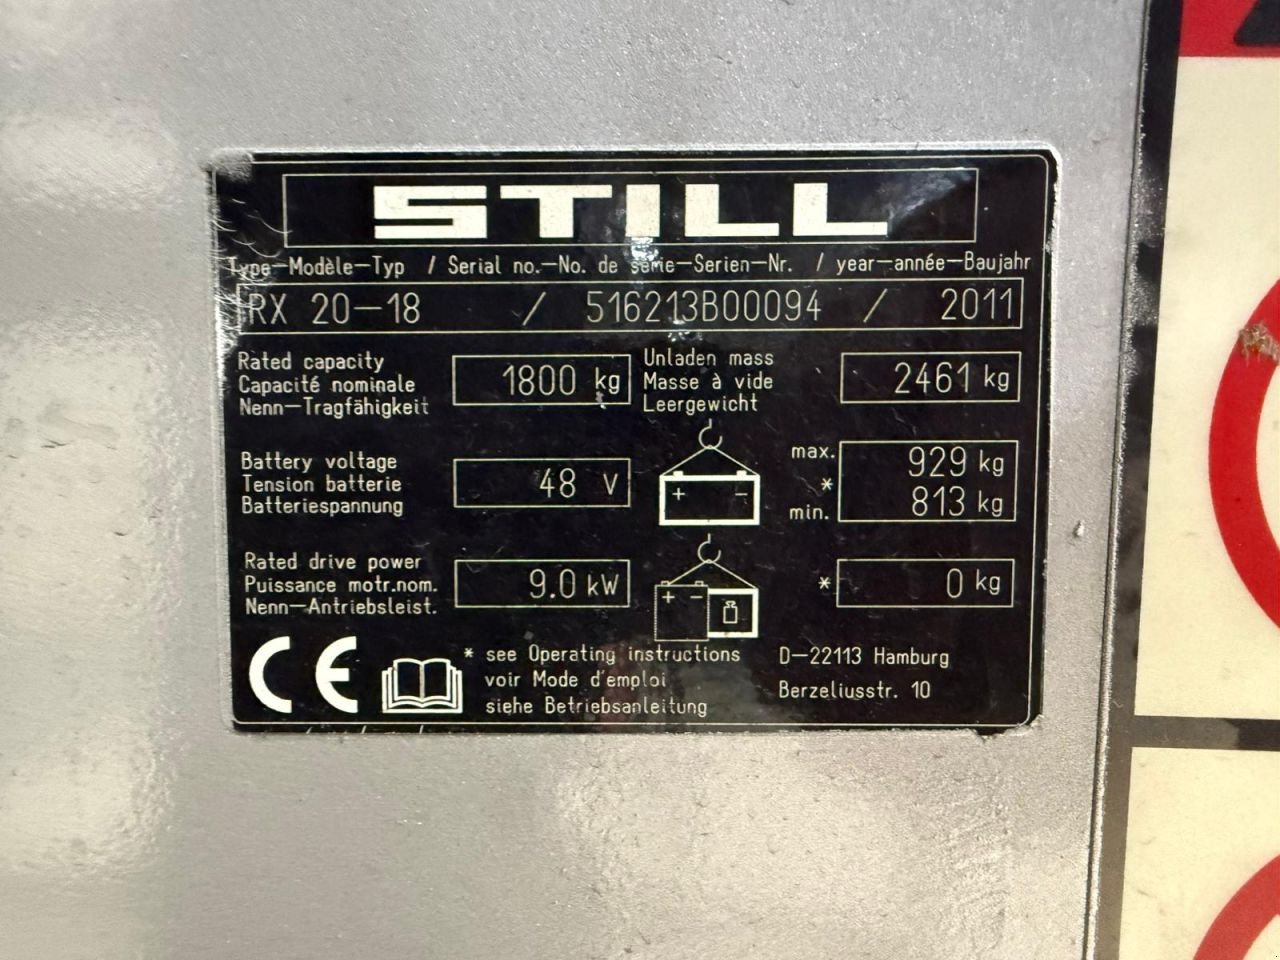 STILL
Type-Modèle-Typ / Serial no.-No. de série-Serien-Nr. / year-année-Baujahr
RX 20-18 / 516213B00094 / 2011
Rated capacity
Capacité nominale
Nenn-Tragfähigkeit
1800 kg
Unladen mass
Masse à vide
Leergewicht
2461 kg
Battery voltage
Tension batterie
Batteriespannung
48 V
+ -
max.
*
min.
929 kg
813 kg
Rated drive power
Puissance motr.nom.
Nenn-Antriebsleist.
9.0 kW
+ -
* 0 kg
CE
* see Operating instructions
voir Mode d'emploi
siehe Betriebsanleitung
D-22113 Hamburg
Berzeliusstr. 10